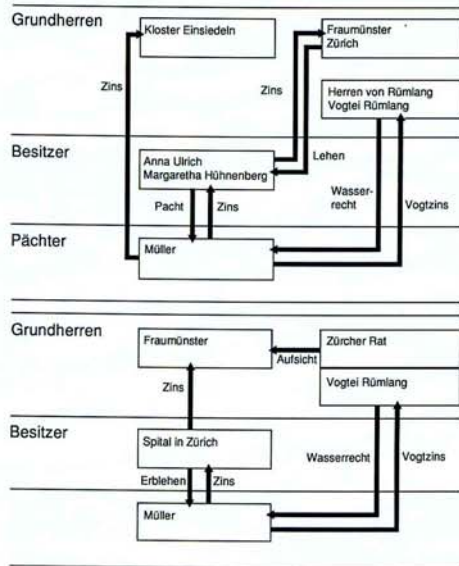 Grundherren
Kloster Einsiedeln
Fraumünster
Zürich
Zins
Zins
Herren von Rümlang
Vogtei Rümlang
Besitzer
Anna Ulrich
Margaretha Hühnenberg
Lehen
Wasser-
recht
Vogtzins
Pacht
Zins
Pächter
Müller
Grundherren
Fraumünster
Aufsicht
Zürcher Rat
Zins
Vogtei Rümlang
Besitzer
Spital in Zürich
Wasserrecht
Vogtzins
Erblehen
Zins
Müller